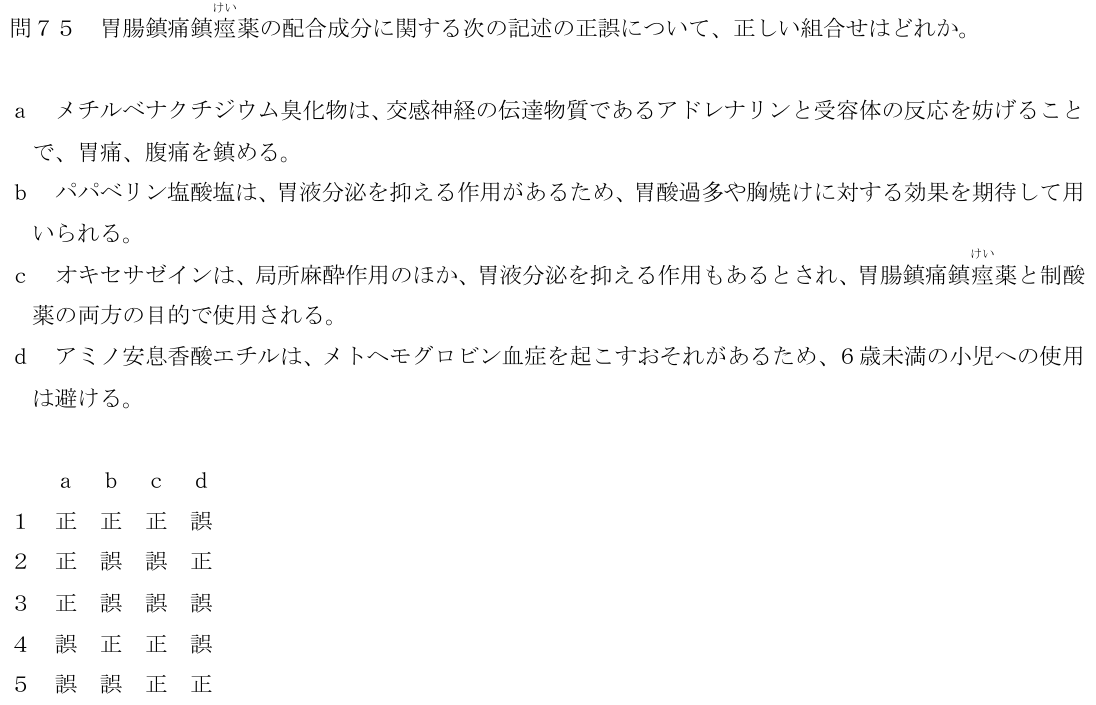 問７５　胃腸鎮痛鎮痙薬の配合成分に関する次の記述の正誤について、正しい組合せはどれか。
けい
a　メチルベナクチジウム臭化物は、交感神経の伝達物質であるアドレナリンと受容体の反応を妨げること
で、胃痛、腹痛を鎮める。
b　パパベリン塩酸塩は、胃液分泌を抑える作用があるため、胃酸過多や胸焼けに対する効果を期待して用
いられる。
c　オキセサゼインは、局所麻酔作用のほか、胃液分泌を抑える作用もあるとされ、胃腸鎮痛鎮痙薬と制酸
けい
薬の両方の目的で使用される。
d　アミノ安息香酸エチルは、メトヘモグロビン血症を起こすおそれがあるため、６歳未満の小児への使用
は避ける。
a　b　c　d
１　正　正　正　誤
２　正　誤　誤　正
３　正　誤　誤　誤
４　誤　正　正　誤
５　誤　誤　正　正